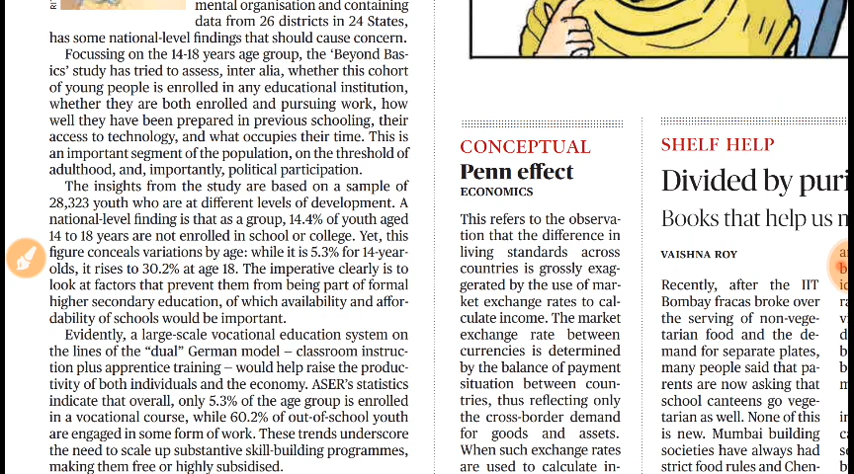 mental organisation and containing
data from 26 districts in 24 States,
has some national-level findings that should cause concern.
Focussing on the 14-18 years age group, the ‘Beyond Bas-
ics’ study has tried to assess, inter alia, whether this cohort
of young people is enrolled in any educational institution,
whether they are both enrolled and pursuing work, how
well they have been prepared in previous schooling, their
access to technology, and what occupies their time. This is
an important segment of the population, on the threshold of
adulthood, and, importantly, political participation.
The insights from the study are based on a sample of
28,323 youth who are at different levels of development. A
national-level finding is that as a group, 14.4% of youth aged
14 to 18 years are not enrolled in school or college. Yet, this
figure conceals variations by age: while it is 5.3% for 14-year-
olds, it rises to 30.2% at age 18. The imperative clearly is to
look at factors that prevent them from being part of formal
higher secondary education, of which availability and affor-
dability of schools would be important.
Evidently, a large-scale vocational education system on
the lines of the “dual” German model – classroom instruc-
tion plus apprentice training – would help raise the produc-
tivity of both individuals and the economy. ASER’s statistics
indicate that overall, only 5.3% of the age group is enrolled
in a vocational course, while 60.2% of out-of-school youth
are engaged in some form of work. These trends underscore
the need to scale up substantive skill-building programmes,
making them free or highly subsidised.
CONCEPTUAL
Penn effect
ECONOMICS
This refers to the observa-
tion that the difference in
living standards across
countries is grossly exag-
gerated by the use of mar-
ket exchange rates to cal-
culate income. The market
exchange rate between
currencies is determined
by the balance of payment
situation between coun-
tries, thus reflecting only
the cross-border demand
for goods and assets.
When such exchange rates
are used to calculate in-
SHELF HELP
Divided by puri
Books that help us
VAISHNA ROY
Recently, after the IIT
Bombay fracas broke over
the serving of non-vege-
tarian food and the de-
mand for separate plates,
many people said that pa-
rents are now asking that
school canteens go vege-
tarian as well. None of this
is new. Mumbai building
societies have always had
strict food rules and Chen-